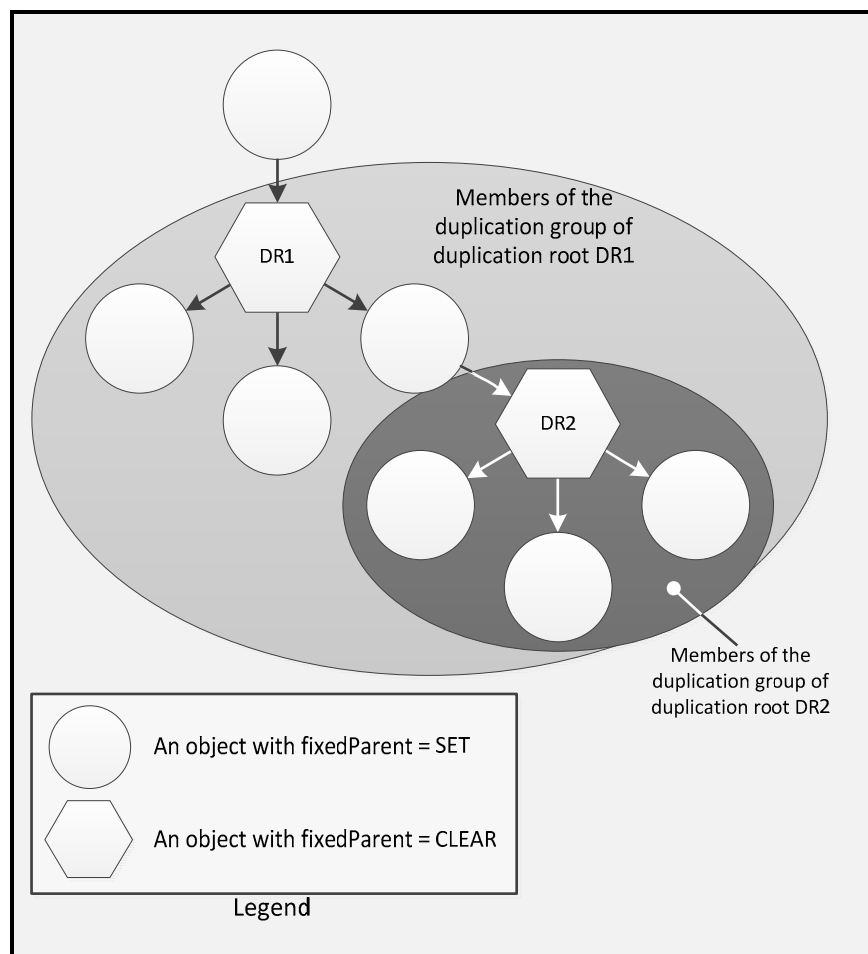 Members of the
duplication group of
duplication root DR1
DR1
DR2
Members of the
duplication group of
duplication root DR2
An object with fixedParent = SET
An object with fixedParent = CLEAR
Legend